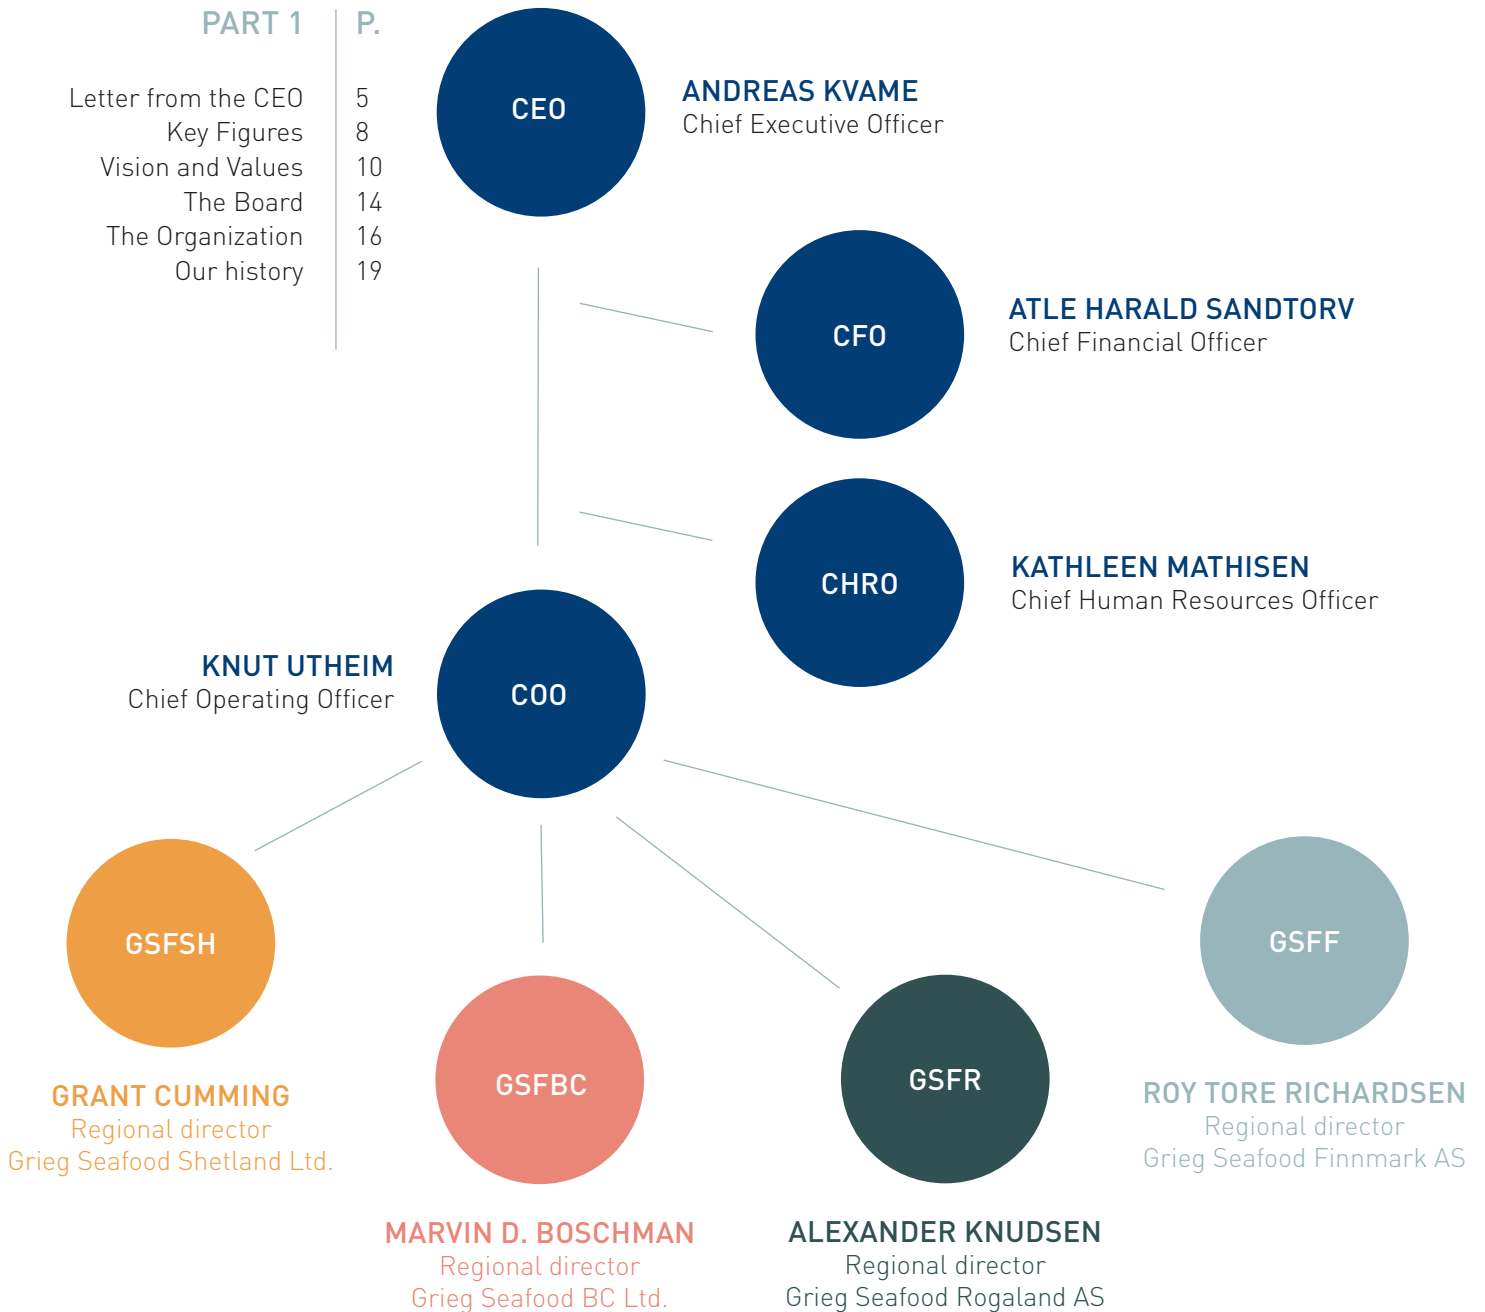 PART 1 P.
Letter from the CEO 5
Key Figures 8
Vision and Values 10
The Board 14
The Organization 16
Our history 19
CEO
ANDREAS KVAME
Chief Executive Officer
CFO
ATLE HARALD SANDTORV
Chief Financial Officer
CHRO
KATHLEEN MATHISEN
Chief Human Resources Officer
KNUT UTHEIM
Chief Operating Officer
COO
GSFSH
GRANT CUMMING
Regional director
Grieg Seafood Shetland Ltd.
GSFBC
MARVIN D. BOSCHMAN
Regional director
Grieg Seafood BC Ltd.
GSFR
ALEXANDER KNUDSEN
Regional director
Grieg Seafood Rogaland AS
GSFF
ROY TORE RICHARDSEN
Regional director
Grieg Seafood Finnmark AS